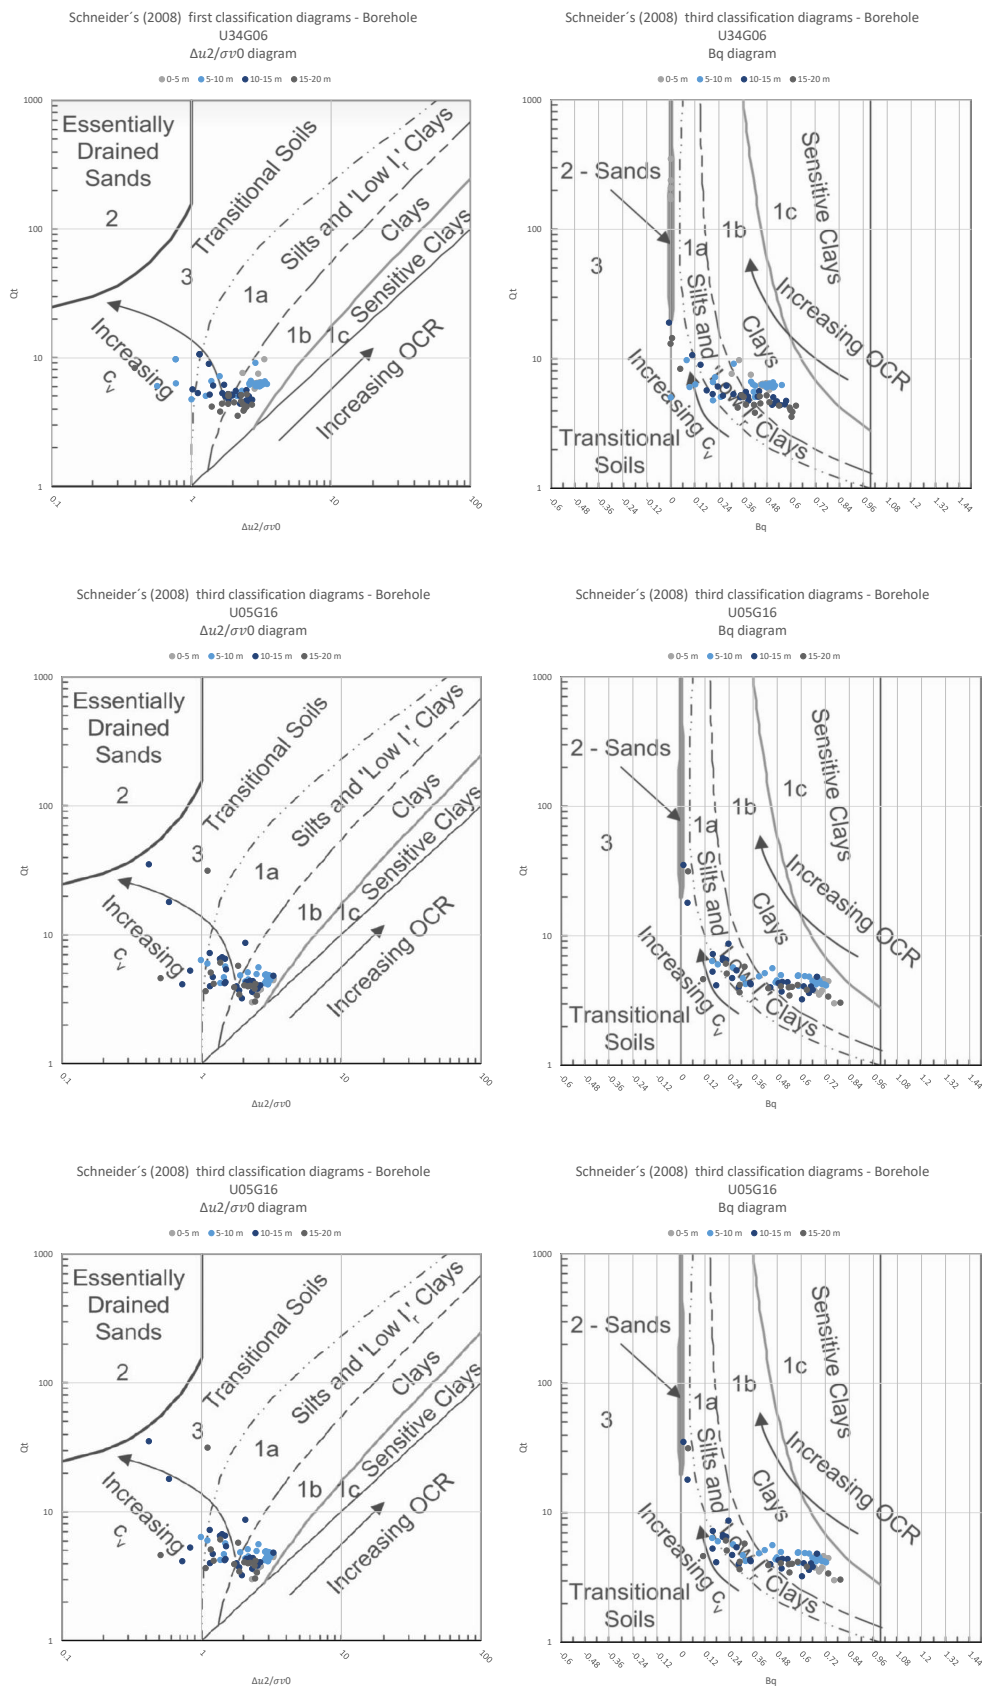 Schneider´s (2008) first classification diagrams - Borehole
U34G06
Δu2/σv0 diagram
0-5 m 5-10 m 10-15 m 15-20 m
1000
100
10
1
Qt
0.1
1
10
100
Δu2/σv0
Essentially
Drained
Sands
2
Transitional Soils
3
Silts and 'Low Ir' Clays
1a
Clays
1b
Sensitive Clays
1c
Increasing
cv
Increasing OCR
Schneider´s (2008) third classification diagrams - Borehole
U34G06
Bq diagram
0-5 m 5-10 m 10-15 m 15-20 m
1000
100
10
1
Qt
-0.6 -0.48 -0.36 -0.24 -0.12 0 0.12 0.24 0.36 0.48 0.6 0.72 0.84 0.96 1.08 1.2 1.32 1.44
Bq
2 - Sands
3
1a
1b
1c
Sensitive Clays
Silts and
'Low Ir' Clays
Clays
Increasing OCR
Increasing cv
Transitional
Soils
Schneider´s (2008) third classification diagrams - Borehole
U05G16
Δu2/σv0 diagram
0-5 m 5-10 m 10-15 m 15-20 m
1000
100
10
1
Qt
0.1
1
10
100
Δu2/σv0
Essentially
Drained
Sands
2
Transitional Soils
3
Silts and 'Low Ir' Clays
1a
Clays
1b
Sensitive Clays
1c
Increasing
cv
Increasing OCR
Schneider´s (2008) third classification diagrams - Borehole
U05G16
Bq diagram
0-5 m 5-10 m 10-15 m 15-20 m
1000
100
10
1
Qt
-0.6 -0.48 -0.36 -0.24 -0.12 0 0.12 0.24 0.36 0.48 0.6 0.72 0.84 0.96 1.08 1.2 1.32 1.44
Bq
2 - Sands
3
1a
1b
1c
Sensitive Clays
Silts and
'Low Ir' Clays
Clays
Increasing OCR
Increasing cv
Transitional
Soils
Schneider´s (2008) third classification diagrams - Borehole
U05G16
Δu2/σv0 diagram
0-5 m 5-10 m 10-15 m 15-20 m
1000
100
10
1
Qt
0.1
1
10
100
Δu2/σv0
Essentially
Drained
Sands
2
Transitional Soils
3
Silts and 'Low Ir' Clays
1a
Clays
1b
Sensitive Clays
1c
Increasing
cv
Increasing OCR
Schneider´s (2008) third classification diagrams - Borehole
U05G16
Bq diagram
0-5 m 5-10 m 10-15 m 15-20 m
1000
100
10
1
Qt
-0.6 -0.48 -0.36 -0.24 -0.12 0 0.12 0.24 0.36 0.48 0.6 0.72 0.84 0.96 1.08 1.2 1.32 1.44
Bq
2 - Sands
3
1a
1b
1c
Sensitive Clays
Silts and
'Low Ir' Clays
Clays
Increasing OCR
Increasing cv
Transitional
Soils